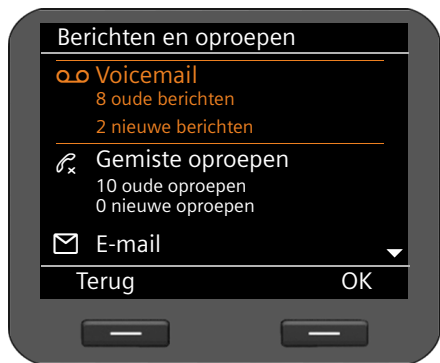 Berichten en oproepen
Voicemail
8 oude berichten
2 nieuwe berichten
Gemiste oproepen
10 oude oproepen
0 nieuwe oproepen
E-mail
Terug OK